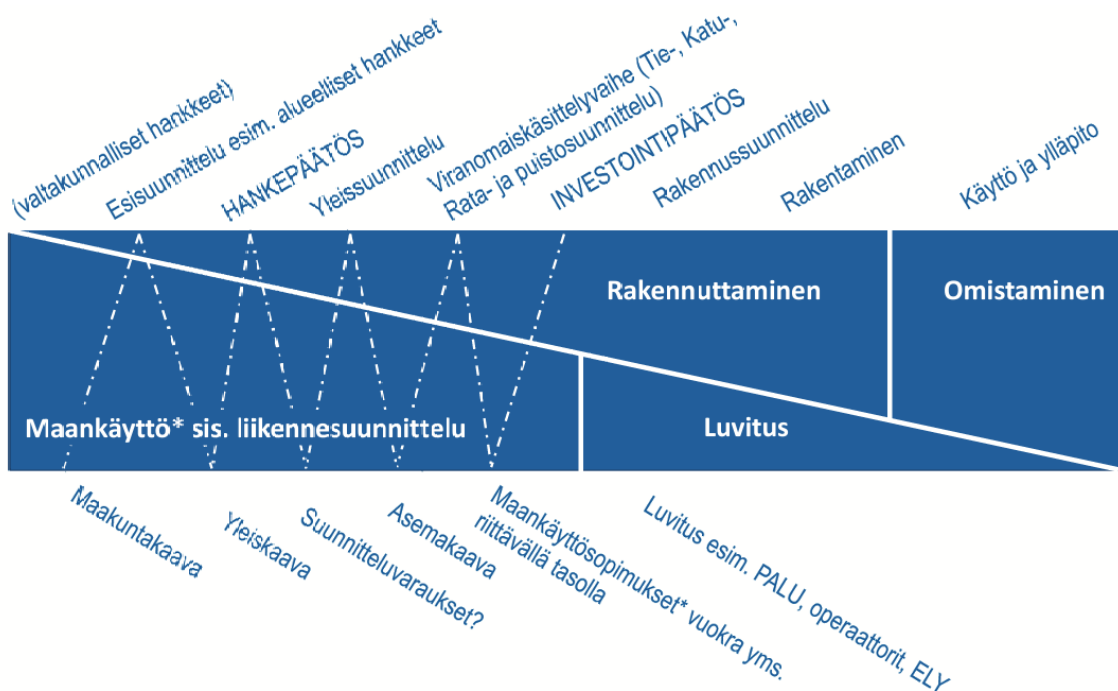 (valtakunnalliset hankkeet)
Esisuunnittelu esim. alueelliset hankkeet
HANKEPÄÄTÖS
Yleissuunnittelu
Viranomaiskäsittelyvaihe (Tie-, Katu-,
Rata- ja puistosuunnittelu)
INVESTOINTIPÄÄTÖS
Rakennussuunnittelu
Rakentaminen
Käyttö ja ylläpito
Rakennuttaminen
Omistaminen
Maankäyttö* sis. liikennesuunnittelu
Luvitus
Maakuntakaava
Yleiskaava
Suunnitteluvaraukset?
Asemakaava
Maankäyttösopimukset* vuokra yms.
riittävällä tasolla
Luvitus esim. PALU, operaattorit, ELY